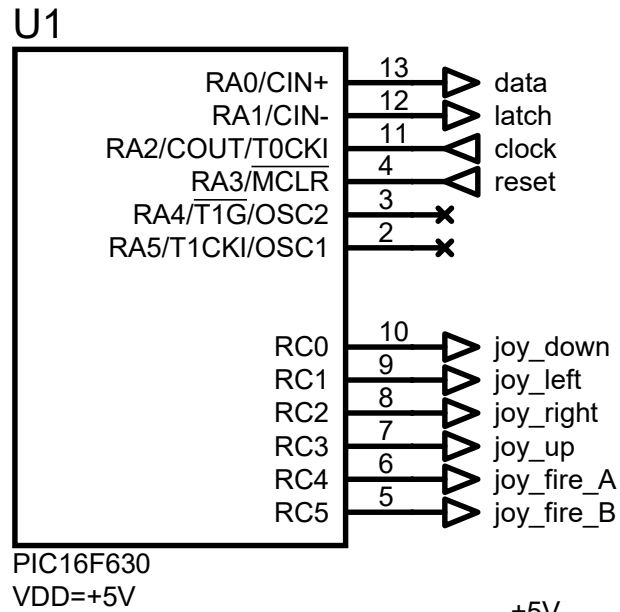 U1
RA0/CIN+ 13 data
RA1/CIN- 12 latch
RA2/COUT/T0CKI 11 clock
RA3/MCLR 4 reset
RA4/T1G/OSC2 3
RA5/T1CKI/OSC1 2
RC0 10 joy_down
RC1 9 joy_left
RC2 8 joy_right
RC3 7 joy_up
RC4 6 joy_fire_A
RC5 5 joy_fire_B
PIC16F630
VDD=+5V
+5V